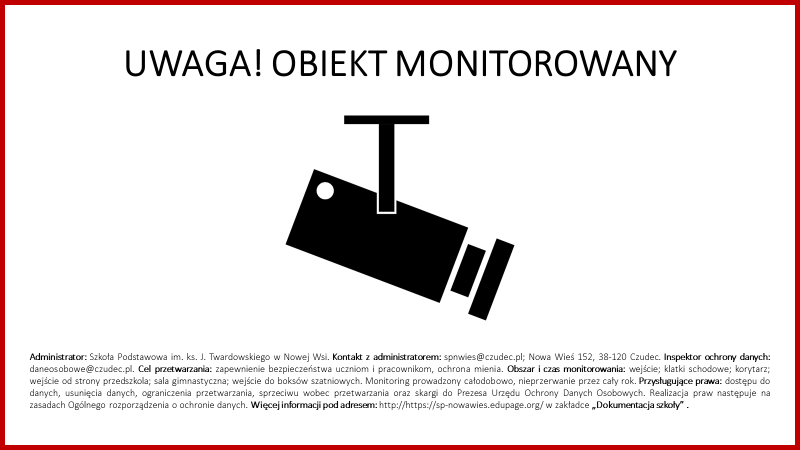 UWAGA! OBIEKT MONITOROWANY
Administrator: Szkoła Podstawowa im. ks. J. Twardowskiego w Nowej Wsi. Kontakt z administratorem: spnwies@czudec.pl; Nowa Wieś 152, 38-120 Czudec. Inspektor ochrony danych:
daneosobowe@czudec.pl. Cel przetwarzania: zapewnienie bezpieczeństwa uczniom i pracownikom, ochrona mienia. Obszar i czas monitorowania: wejście; klatki schodowe; korytarz;
wejście od strony przedszkola; sala gimnastyczna; wejście do boksów szatniowych. Monitoring prowadzony całodobowo, nieprzerwanie przez cały rok. Przysługujące prawa: dostępu do
danych, usunięcia danych, ograniczenia przetwarzania, sprzeciwu wobec przetwarzania oraz skargi do Prezesa Urzędu Ochrony Danych Osobowych. Realizacja praw następuje na
zasadach Ogólnego rozporządzenia o ochronie danych. Więcej informacji pod adresem: http://https://sp-nowawies.edupage.org/ w zakładce „Dokumentacja szkoły” .